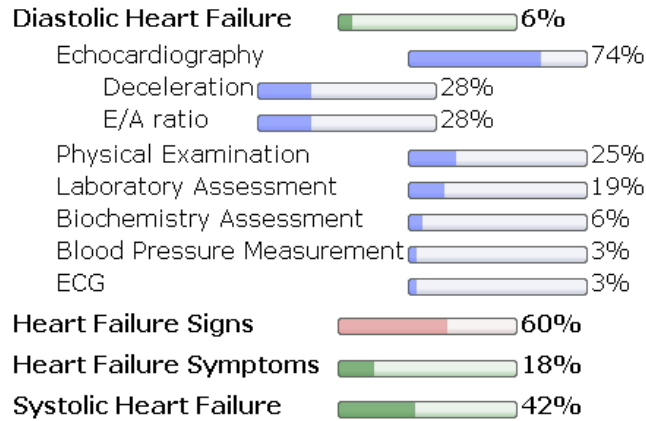 Diastolic Heart Failure 6%
Echocardiography 74%
Deceleration 28%
E/A ratio 28%
Physical Examination 25%
Laboratory Assessment 19%
Biochemistry Assessment 6%
Blood Pressure Measurement 3%
ECG 3%
Heart Failure Signs 60%
Heart Failure Symptoms 18%
Systolic Heart Failure 42%